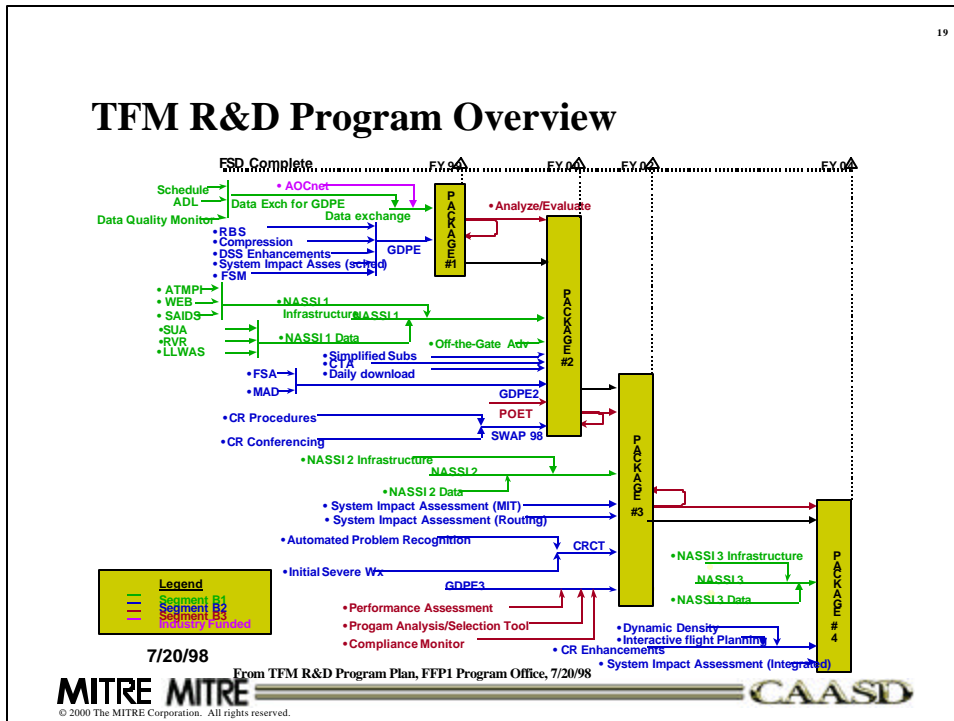 19
TFM R&D Program Overview
FSD Complete
FY 99
FY 00
FY 02
FY 04
Schedule
ADL
Data Quality Monitor
• AOCnet
Data Exch for GDPE
Data exchange
• RBS
• Compression
• DSS Enhancements
• System Impact Asses (sched)
• FSM
GDPE
PACKAGE #1
• Analyze/Evaluate
• ATMPI
• WEB
• SAIDS
• NASSI 1 Infrastructure
NASSI 1
• SUA
• RVR
• LLWAS
• NASSI 1 Data
• Off-the-Gate Adv
• Simplified Subs
• CTA
• Daily download
• FSA
• MAD
GDPE2
POET
• CR Procedures
• CR Conferencing
SWAP 98
PACKAGE #2
• NASSI 2 Infrastructure
NASSI2
• NASSI 2 Data
• System Impact Assessment (MIT)
• System Impact Assessment (Routing)
• Automated Problem Recognition
CRCT
• Initial Severe Wx
GDPE3
• Performance Assessment
• Progam Analysis/Selection Tool
• Compliance Monitor
PACKAGE #3
• NASSI 3 Infrastructure
NASSI 3
• NASSI 3 Data
• Dynamic Density
• Interactive flight Planning
• CR Enhancements
• System Impact Assessment (Integrated)
PACKAGE #4
Legend
Segment B1
Segment B2
Segment B3
Industry Funded
7/20/98
From TFM R&D Program Plan, FFP1 Program Office, 7/20/98
MITRE MITRE CAASD
© 2000 The MITRE Corporation. All rights reserved.